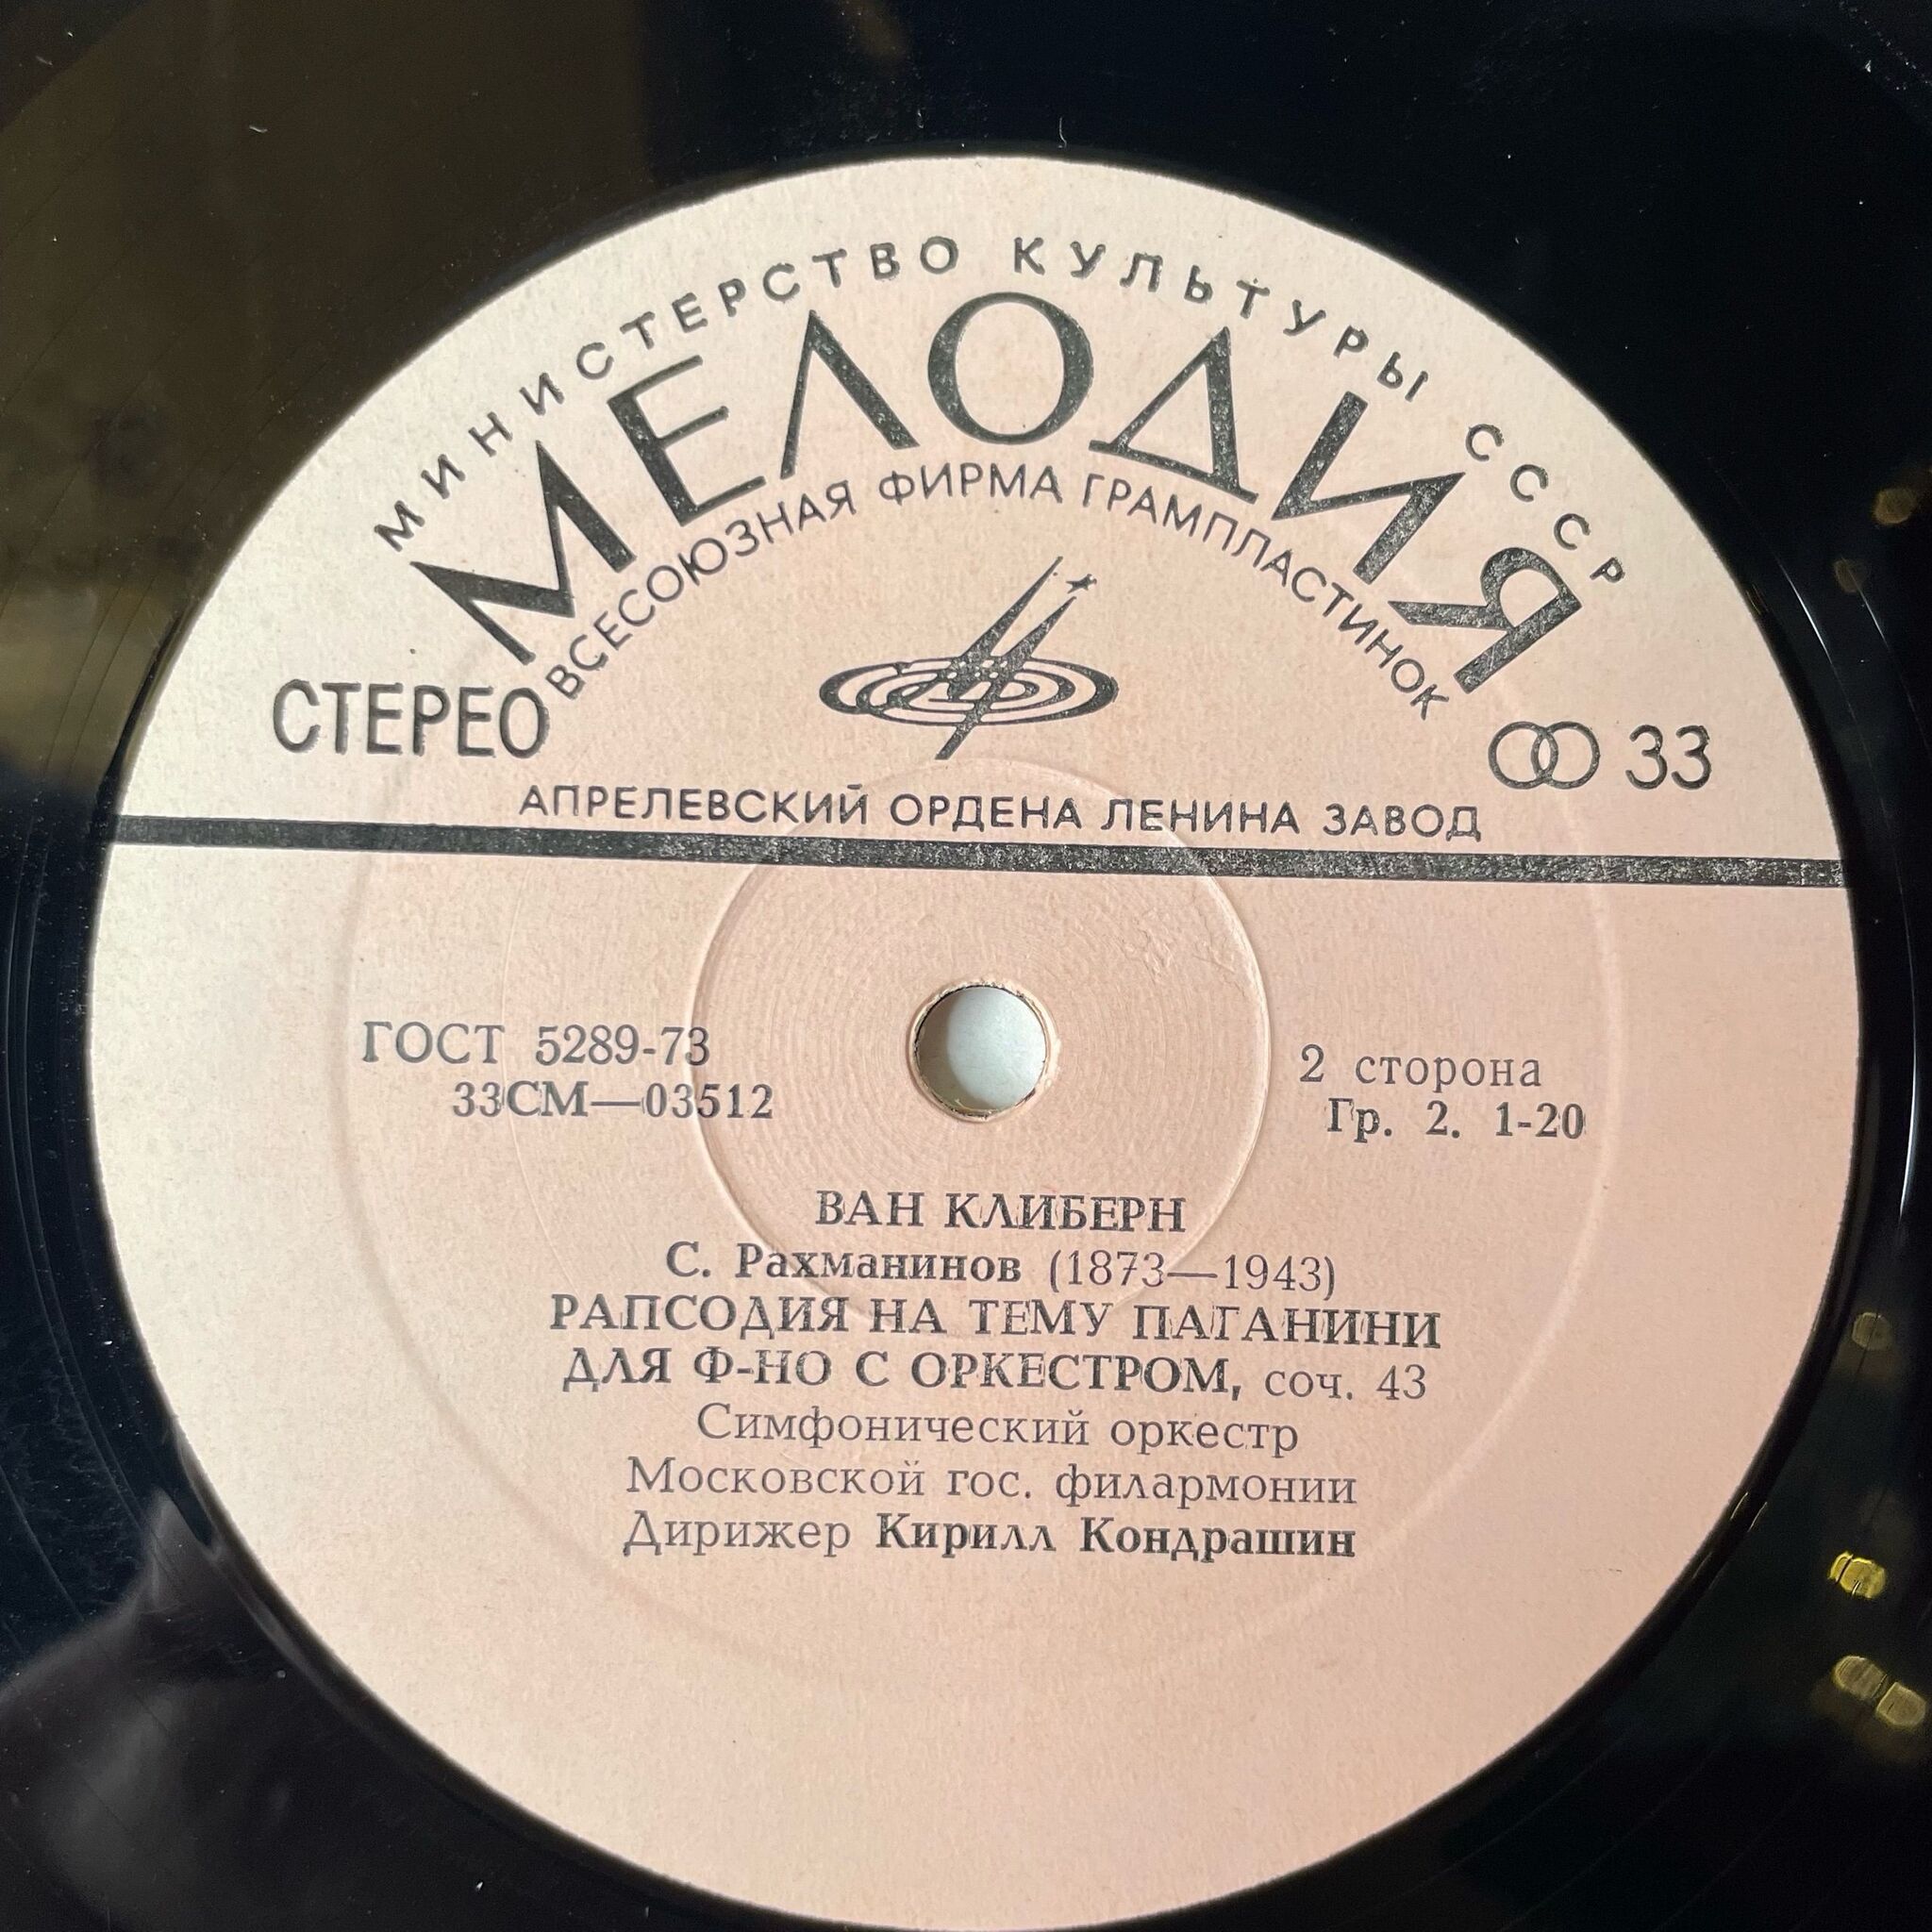 МИНИСТЕРСТВО КУЛЬТУРЫ СССР
МЕЛОДИЯ
ВСЕСОЮЗНАЯ ФИРМА ГРАМПЛАСТИНОК
СТЕРЕО
33
АПРЕЛЕВСКИЙ ОРДЕНА ЛЕНИНА ЗАВОД
ГОСТ 5289-73
33СМ—03512
2 сторона
Гр. 2. 1-20
ВАН КЛИБЕРН
С. Рахманинов (1873—1943)
РАПСОДИЯ НА ТЕМУ ПАГАНИНИ
ДЛЯ Ф-НО С ОРКЕСТРОМ, соч. 43
Симфонический оркестр
Московской гос. филармонии
Дирижер Кирилл Кондрашин